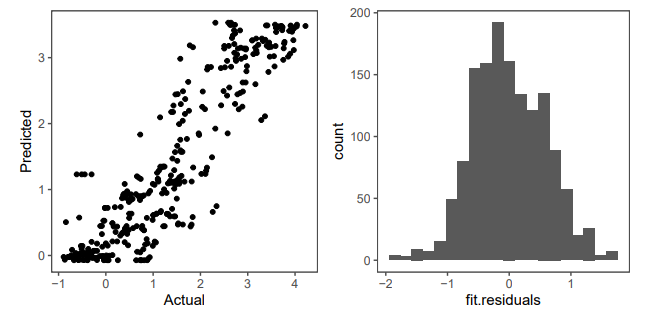 Predicted
3
2
1
0
−1 0 1 2 3 4
Actual
count
200
150
100
50
0
−2 −1 0 1
fit.residuals